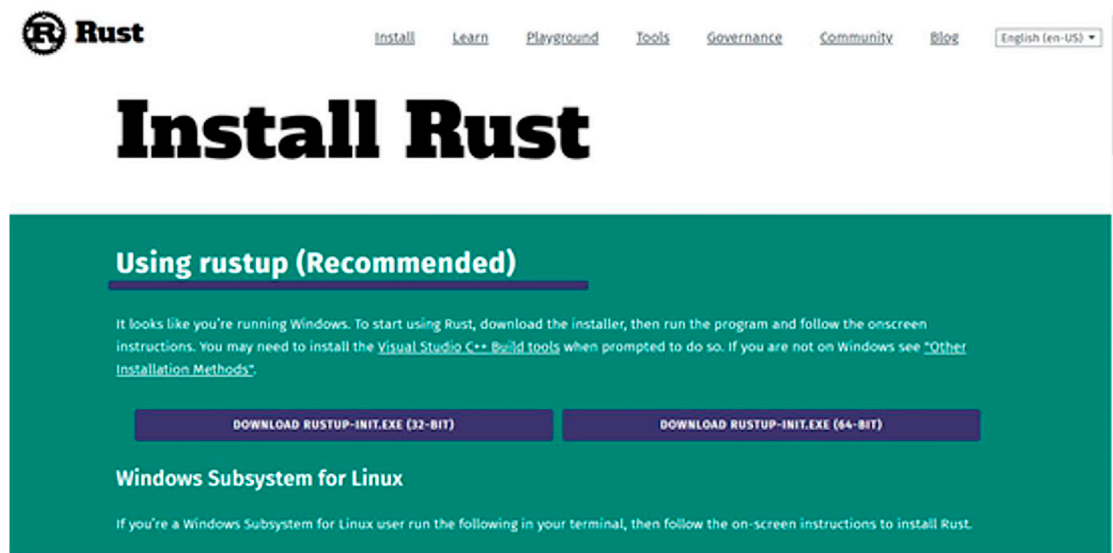 Rust
Install Learn Playground Tools Governance Community Blog English (en-US)
Install Rust
Using rustup (Recommended)
It looks like you're running Windows. To start using Rust, download the installer, then run the program and follow the onscreen
instructions. You may need to install the Visual Studio C++ Build tools when prompted to do so. If you are not on Windows see "Other
Installation Methods".
DOWNLOAD RUSTUP-INIT.EXE (32-BIT) DOWNLOAD RUSTUP-INIT.EXE (64-BIT)
Windows Subsystem for Linux
If you're a Windows Subsystem for Linux user run the following in your terminal, then follow the on-screen instructions to install Rust.